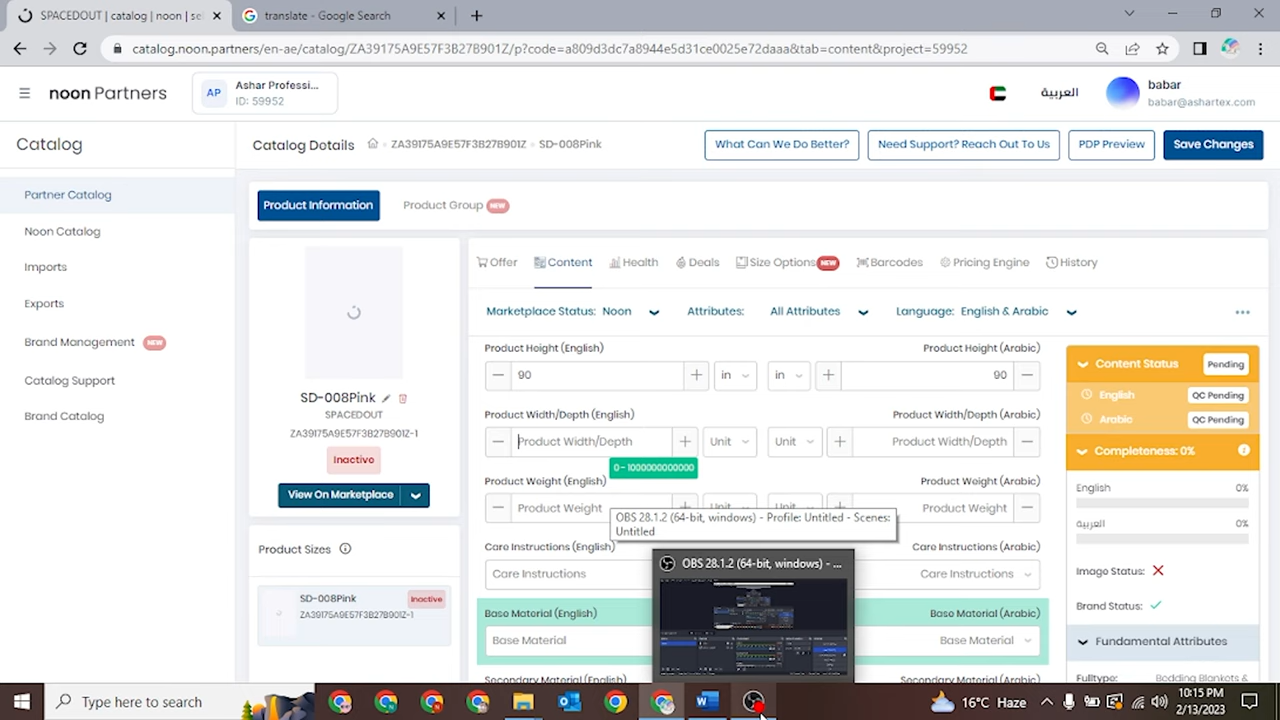 SPACEDOUT | catalog | noon | se
translate - Google Search
catalog.noon.partners/en-ae/catalog/ZA39175A9E57F3B27B901Z/p?code=a809d3dc7a8944e5d31ce0025e72daaa&tab=content&project=59952
noon Partners
AP
Ashar Professi...
ID: 59952
العربية
babar
babar@ashartex.com
Catalog
Partner Catalog
Noon Catalog
Imports
Exports
Brand Management NEW
Catalog Support
Brand Catalog
Catalog Details
ZA39175A9E57F3B27B901Z
SD-008Pink
What Can We Do Better?
Need Support? Reach Out To Us
PDP Preview
Save Changes
Product Information
Product Group NEW
SD-008Pink
SPACEDOUT
ZA39175A9E57F3B27B901Z-1
Inactive
View On Marketplace
Product Sizes
SD-008Pink
Inactive
ZA39175A9E57F3B27B901Z-1
Offer
Content
Health
Deals
Size Options NEW
Barcodes
Pricing Engine
History
Marketplace Status: Noon
Attributes: All Attributes
Language: English & Arabic
Product Height (English)
Product Height (Arabic)
90 in
in 90
Product Width/Depth (English)
Product Width/Depth (Arabic)
Product Width/Depth Unit
Unit Product Width/Depth
0-1000000000000
Product Weight (English)
Product Weight (Arabic)
Product Weight
Product Weight
OBS 28.1.2 (64-bit, windows) - Profile: Untitled - Scenes:
Untitled
Care Instructions (English)
Care Instructions (Arabic)
Care Instructions
Care Instructions
OBS 28.1.2 (64-bit, windows) - ...
Base Material (English)
Base Material (Arabic)
Base Material
Base Material
Secondary Material (English)
Content Status
Pending
English
QC Pending
Arabic
QC Pending
Completeness: 0%
English
0%
العربية
0%
Image Status:
Brand Status:
Fundamental Attributes
Fulltype:
Bedding Blankets &
Type here to search
16°C Haze
10:15 PM
2/13/2023